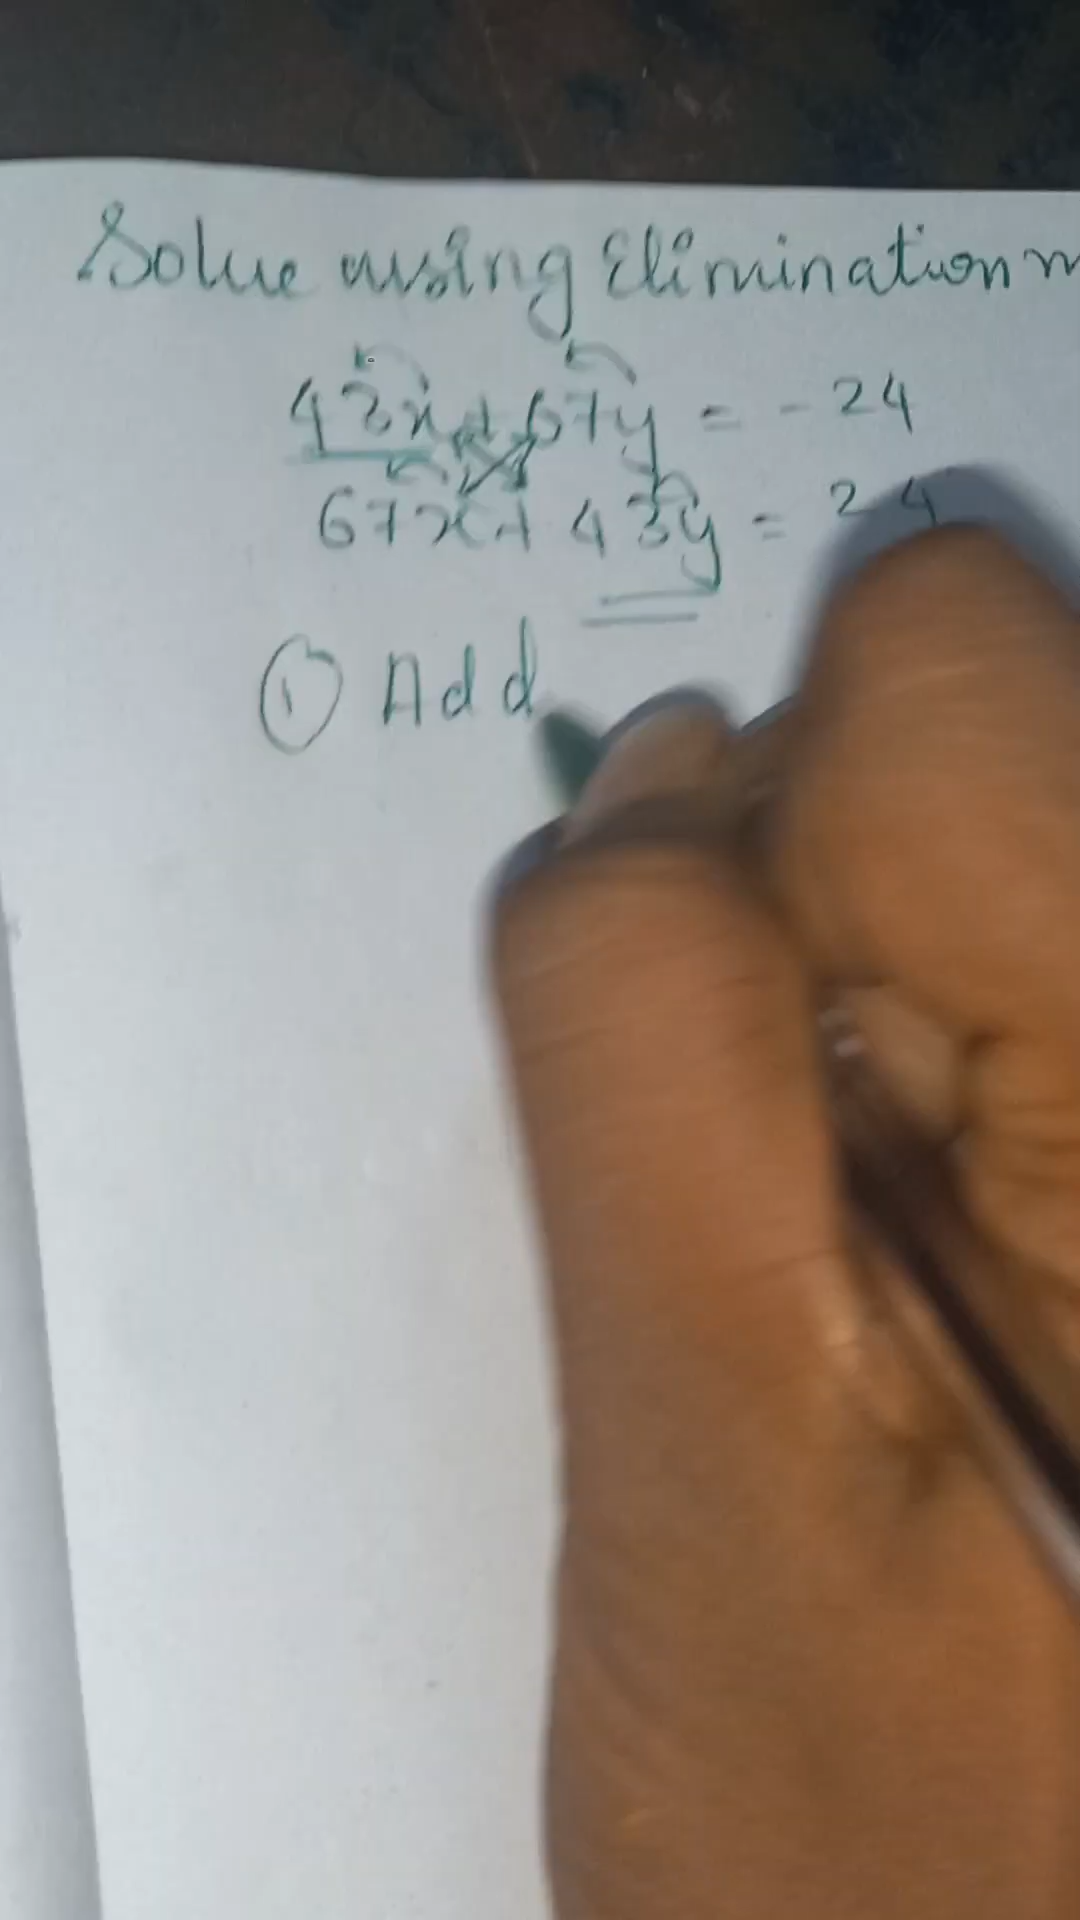 Solve using Elimination m
43x + 67y = - 24
67x + 43y = 24
① Add